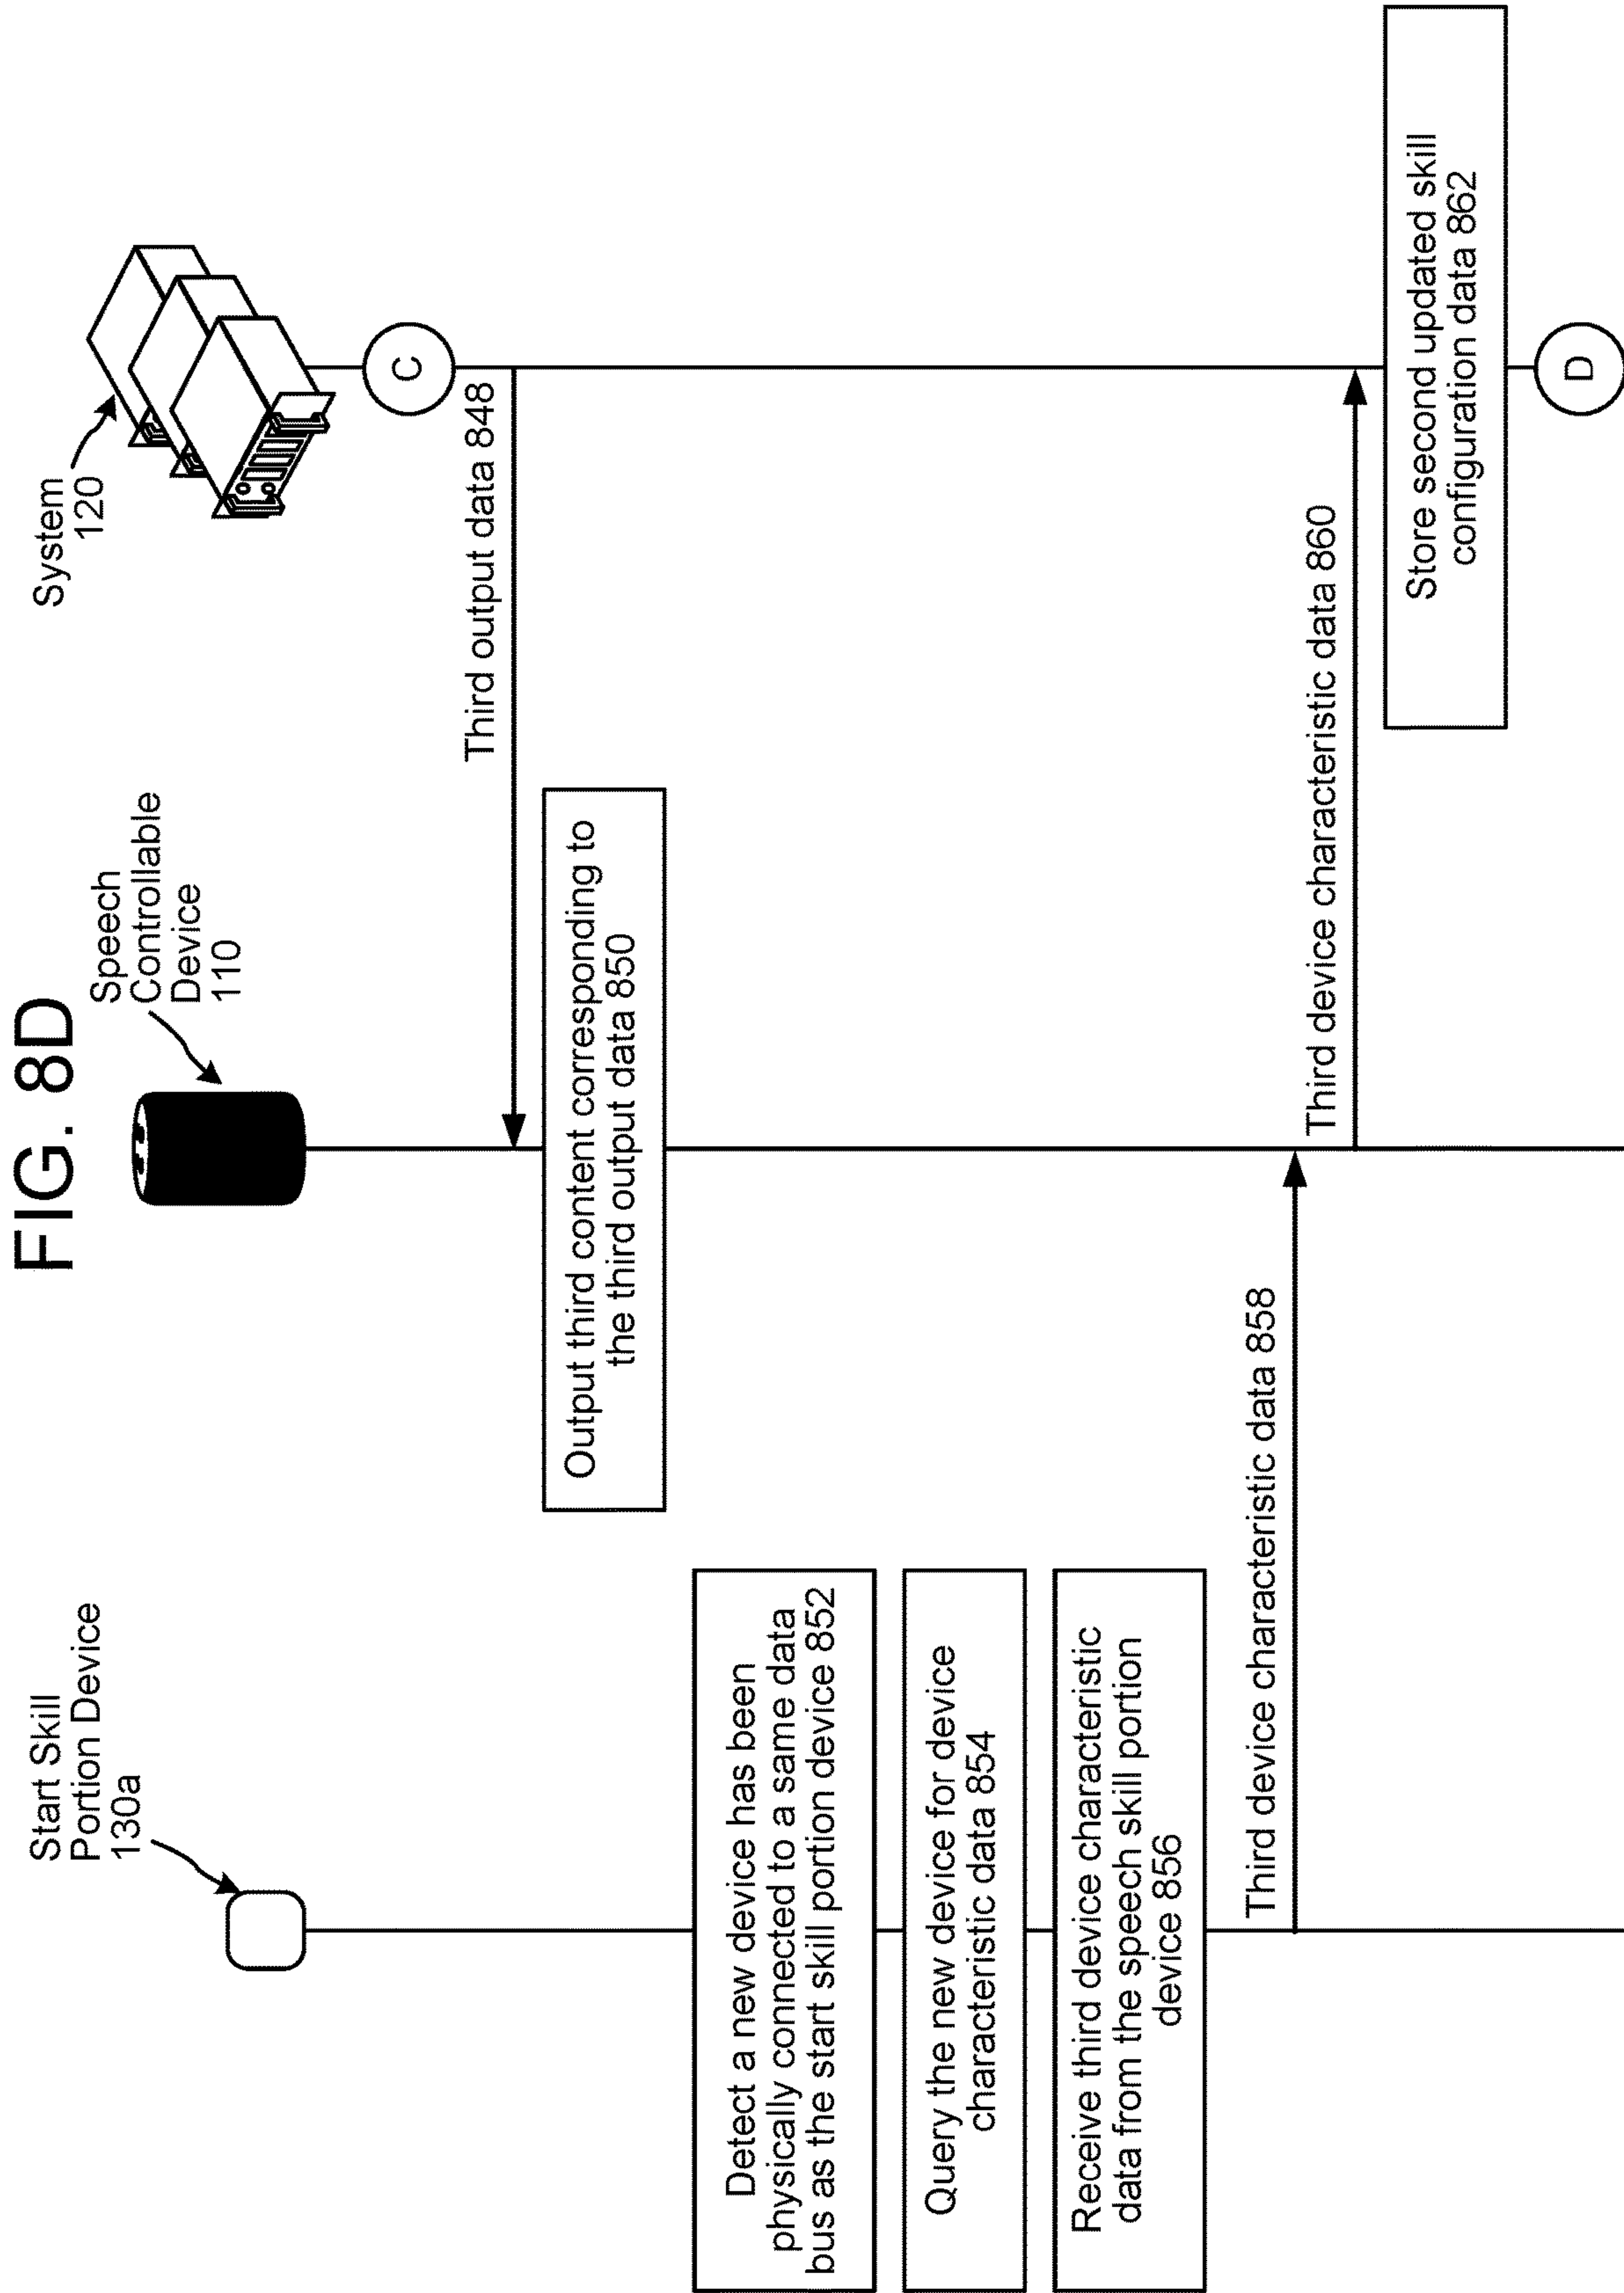 FIG. 8D
Start Skill
Portion Device
130a
Speech
Controllable
Device
110
System
120
C
Third output data 848
Output third content corresponding to
the third output data 850
Detect a new device has been
physically connected to a same data
bus as the start skill portion device 852
Query the new device for device
characteristic data 854
Receive third device characteristic
data from the speech skill portion
device 856
Third device characteristic data 858
Third device characteristic data 860
Store second updated skill
configuration data 862
D